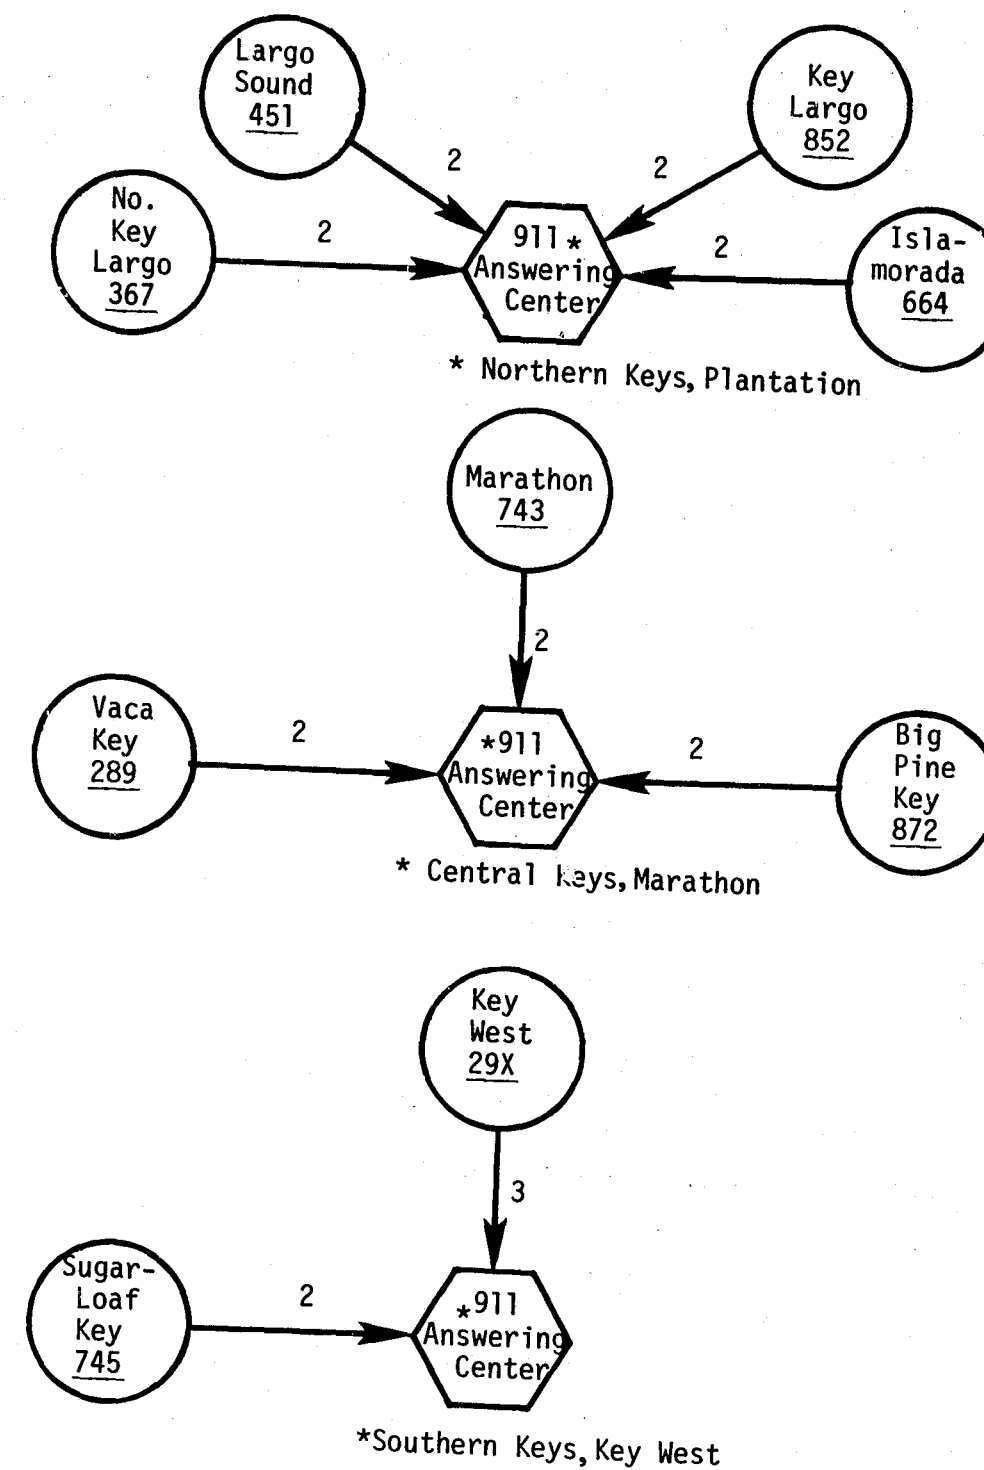 Largo
Sound
451
Key
Largo
852
2
2
No.
Key
Largo
367
2
911 *
Answering
Center
2
Isla-
morada
664
* Northern Keys, Plantation
Marathon
743
2
Vaca
Key
289
2
*911
Answering
Center
2
Big
Pine
Key
872
* Central Keys, Marathon
Key
West
29X
3
Sugar-
Loaf
Key
745
2
*911
Answering
Center
*Southern Keys, Key West